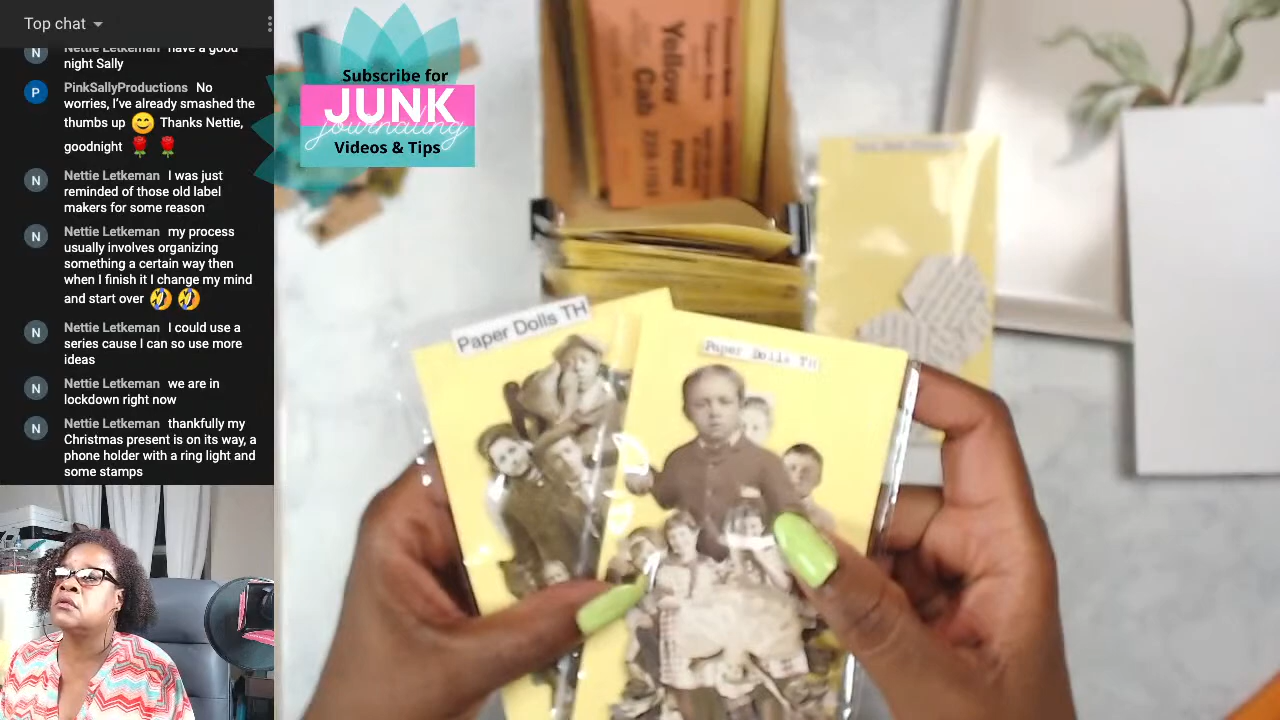 Top chat
Nettie Letkeman have a good
night Sally
PinkSallyProductions No
worries, I've already smashed the
thumbs up 😊 Thanks Nettie,
goodnight 🌹 🌹
Nettie Letkeman I was just
reminded of those old label
makers for some reason
Nettie Letkeman my process
usually involves organizing
something a certain way then
when I finish it I change my mind
and start over 🤣 🤣
Nettie Letkeman I could use a
series cause I can so use more
ideas
Nettie Letkeman we are in
lockdown right now
Nettie Letkeman thankfully my
Christmas present is on its way, a
phone holder with a ring light and
some stamps
N
P
N
N
N
N
N
Subscribe for
JUNK
journaling
Videos & Tips
Yellow
Cab
PHONE
Paper Dolls TH
Paper Dolls TH